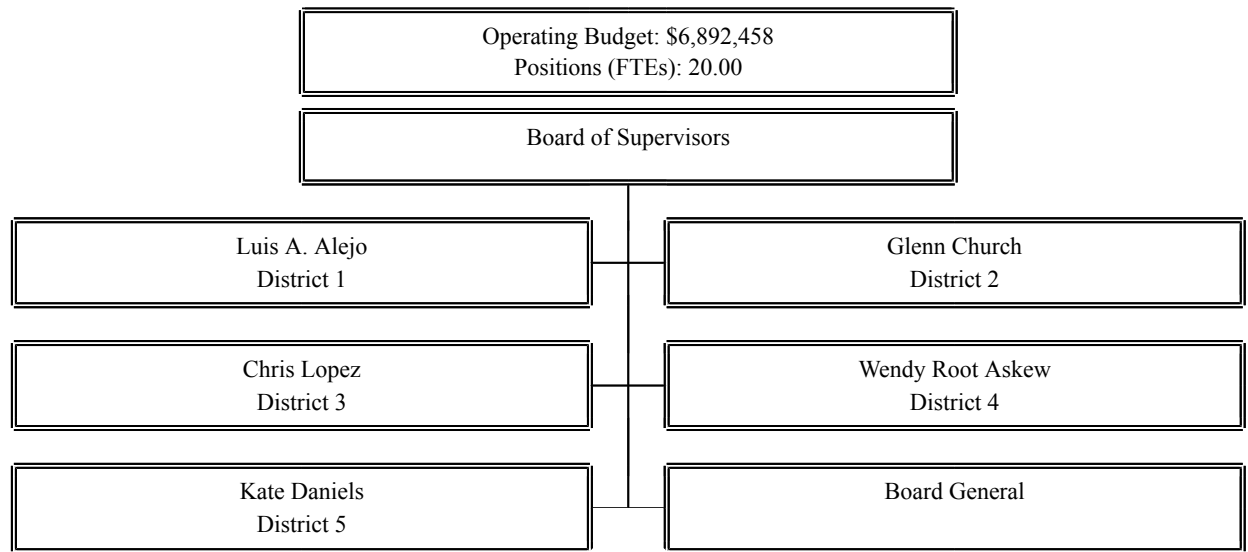 Operating Budget: $6,892,458
Positions (FTEs): 20.00
Board of Supervisors
Luis A. Alejo
District 1
Glenn Church
District 2
Chris Lopez
District 3
Wendy Root Askew
District 4
Kate Daniels
District 5
Board General